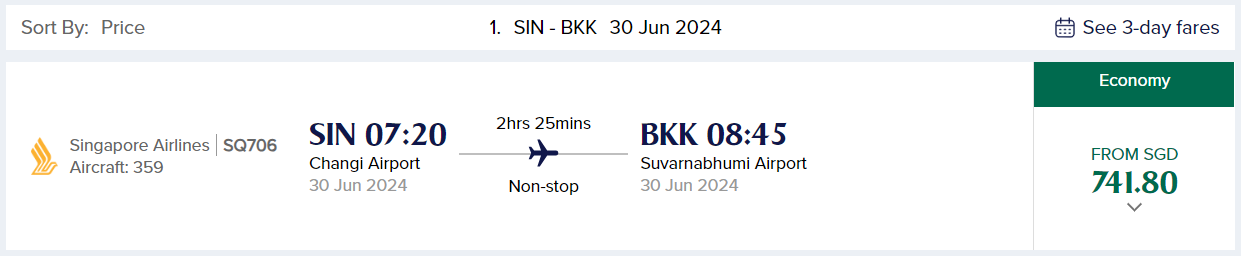 Sort By: Price
1. SIN - BKK 30 Jun 2024
See 3-day fares
Economy
Singapore Airlines | SQ706
Aircraft: 359
SIN 07:20
Changi Airport
30 Jun 2024
2hrs 25mins
Non-stop
BKK 08:45
Suvarnabhumi Airport
30 Jun 2024
FROM SGD
741.80